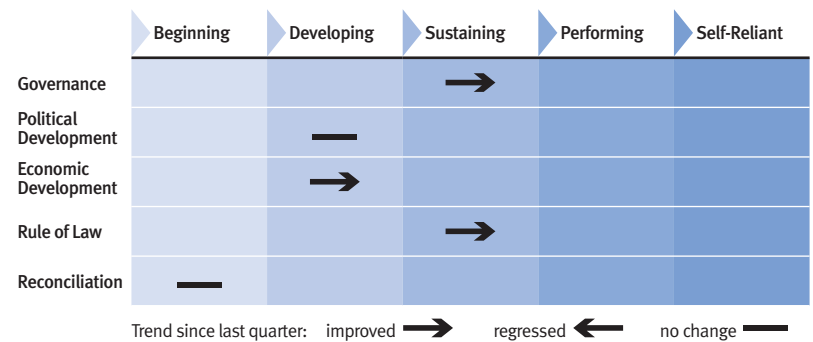 Beginning Developing Sustaining Performing Self-Reliant
Governance
Political
Development
Economic
Development
Rule of Law
Reconciliation
Trend since last quarter: improved regressed no change